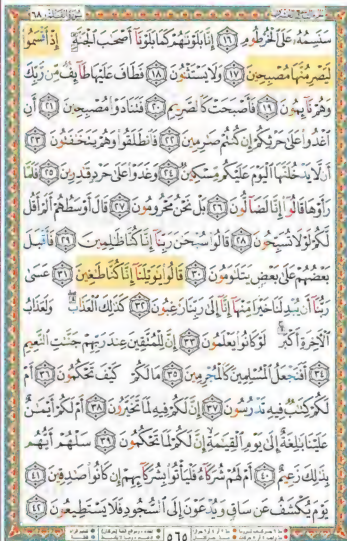 سَنَسِمُهُۥ عَلَى ٱلْخُرْطُومِ ١٦ إِنَّا بَلَوْنَٰهُمْ كَمَا بَلَوْنَآ أَصْحَٰبَ ٱلْجَنَّةِ إِذْ أَقْسَمُوا۟
لَيَصْرِمُنَّهَا مُصْبِحِينَ ١٧ وَلَا يَسْتَثْنُونَ ١٨ فَطَافَ عَلَيْهَا طَآئِفٌ مِّن رَّبِّكَ
وَهُمْ نَآئِمُونَ ١٩ فَأَصْبَحَتْ كَٱلصَّرِيمِ ٢٠ فَتَنَادَوْا۟ مُصْبِحِينَ ٢١ أَنِ
ٱغْدُوا۟ عَلَىٰ حَرْثِكُمْ إِن كُنتُمْ صَٰرِمِينَ ٢٢ فَٱنطَلَقُوا۟ وَهُمْ يَتَخَٰفَتُونَ ٢٣
أَن لَّا يَدْخُلَنَّهَا ٱلْيَوْمَ عَلَيْكُم مِّسْكِينٌ ٢٤ وَغَدَوْا۟ عَلَىٰ حَرْدٍ قَٰدِرِينَ ٢٥ فَلَمَّا
رَأَوْهَا قَالُوٓا۟ إِنَّا لَضَآلُّونَ ٢٦ بَلْ نَحْنُ مَحْرُومُونَ ٢٧ قَالَ أَوْسَطُهُمْ أَلَمْ أَقُل
لَّكُمْ لَوْلَا تُسَبِّحُونَ ٢٨ قَالُوا۟ سُبْحَٰنَ رَبِّنَآ إِنَّا كُنَّا ظَٰلِمِينَ ٢٩ فَأَقْبَلَ
بَعْضُهُمْ عَلَىٰ بَعْضٍ يَتَلَٰوَمُونَ ٣٠ قَالُوا۟ يَٰوَيْلَنَآ إِنَّا كُنَّا طَٰغِينَ ٣١ عَسَىٰ
رَبُّنَآ أَن يُبْدِلَنَا خَيْرًا مِّنْهَآ إِنَّآ إِلَىٰ رَبِّنَا رَٰغِبُونَ ٣٢ كَذَٰلِكَ ٱلْعَذَابُ وَلَعَذَابُ
ٱلْءَاخِرَةِ أَكْبَرُ لَوْ كَانُوا۟ يَعْلَمُونَ ٣٣ إِنَّ لِلْمُتَّقِينَ عِندَ رَبِّهِمْ جَنَّٰتِ ٱلنَّعِيمِ
٣٤ أَفَنَجْعَلُ ٱلْمُسْلِمِينَ كَٱلْمُجْرِمِينَ ٣٥ مَا لَكُمْ كَيْفَ تَحْكُمُونَ ٣٦ أَمْ
لَكُمْ كِتَٰبٌ فِيهِ تَدْرُسُونَ ٣٧ إِنَّ لَكُمْ فِيهِ لَمَا تَخَيَّرُونَ ٣٨ أَمْ لَكُمْ أَيْمَٰنٌ
عَلَيْنَا بَٰلِغَةٌ إِلَىٰ يَوْمِ ٱلْقِيَٰمَةِ إِنَّ لَكُمْ لَمَا تَحْكُمُونَ ٣٩ سَلْهُمْ أَيُّهُم
بِذَٰلِكَ زَعِيمٌ ٤٠ أَمْ لَهُمْ شُرَكَآءُ فَلْيَأْتُوا۟ بِشُرَكَآئِهِمْ إِن كَانُوا۟ صَٰدِقِينَ ٤١
يَوْمَ يُكْشَفُ عَن سَاقٍ وَيُدْعَوْنَ إِلَى ٱلسُّجُودِ فَلَا يَسْتَطِيعُونَ ٤٢
٥٦٥